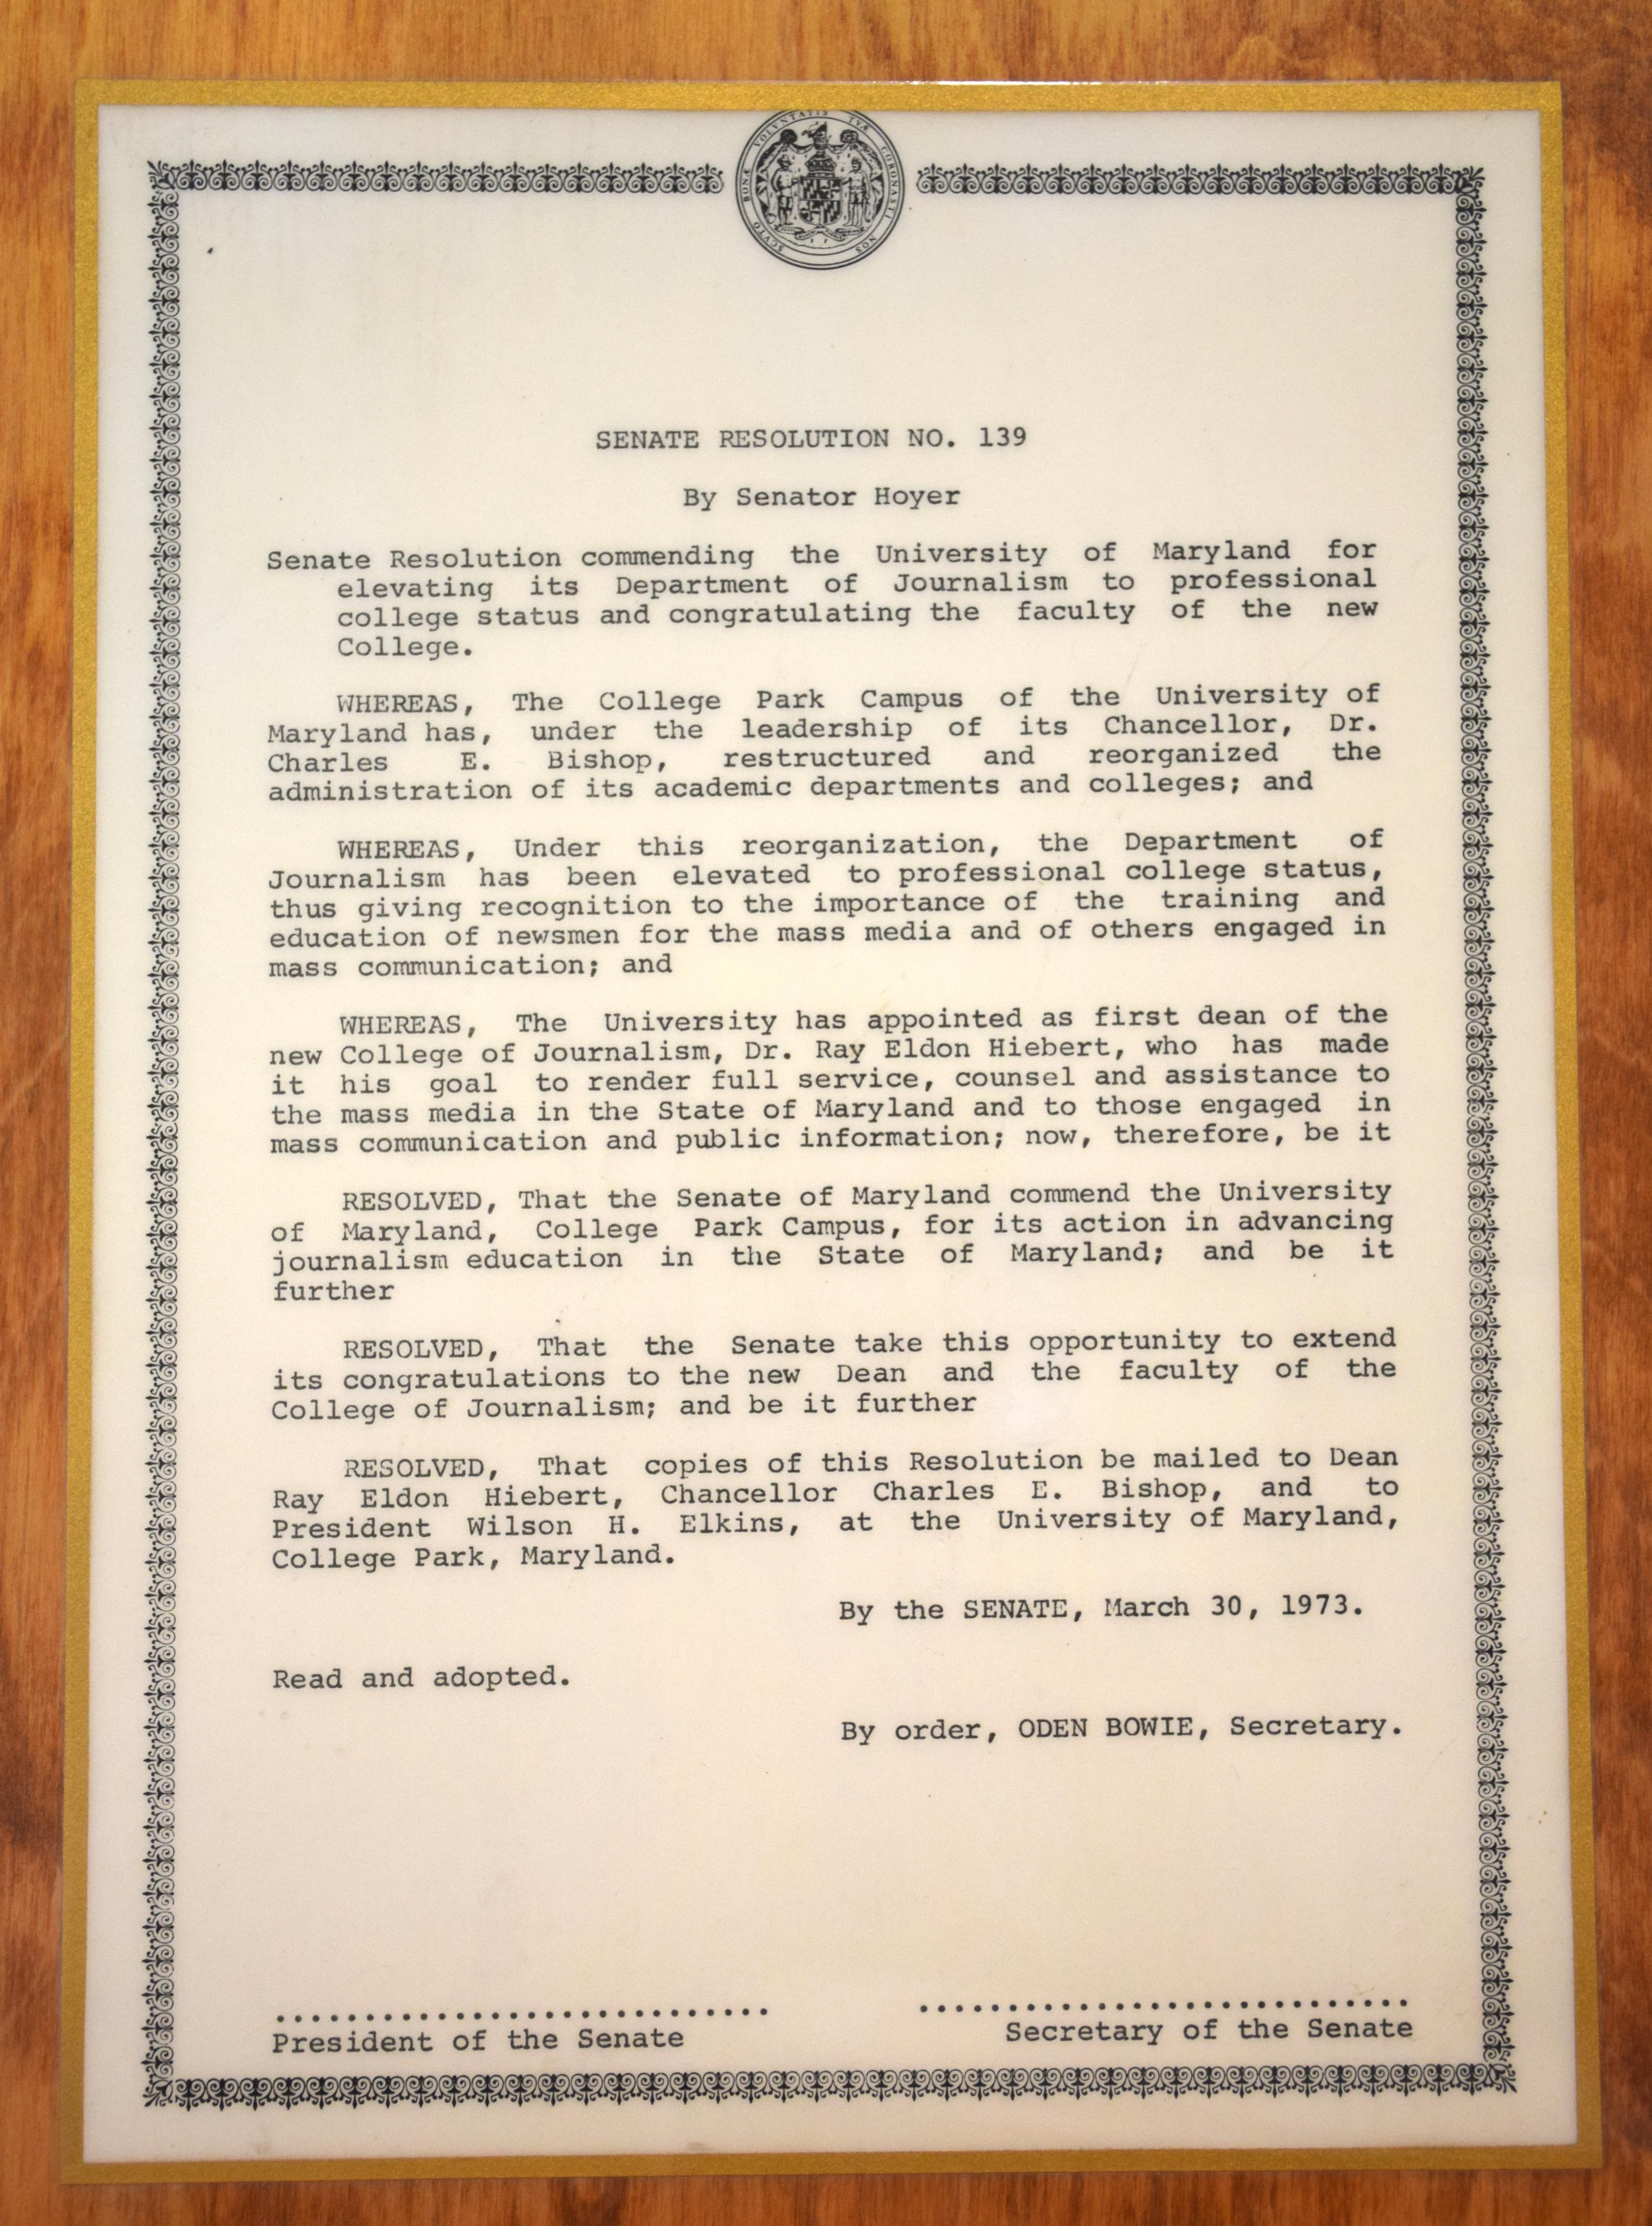 SCVTO BONÆ VOLVNTATIS TVÆ CORONASTI NOS
SENATE RESOLUTION NO. 139
By Senator Hoyer
Senate Resolution commending the University of Maryland for
elevating its Department of Journalism to professional
college status and congratulating the faculty of the new
College.
WHEREAS, The College Park Campus of the University of
Maryland has, under the leadership of its Chancellor, Dr.
Charles E. Bishop, restructured and reorganized the
administration of its academic departments and colleges; and
WHEREAS, Under this reorganization, the Department of
Journalism has been elevated to professional college status,
thus giving recognition to the importance of the training and
education of newsmen for the mass media and of others engaged in
mass communication; and
WHEREAS, The University has appointed as first dean of the
new College of Journalism, Dr. Ray Eldon Hiebert, who has made
it his goal to render full service, counsel and assistance to
the mass media in the State of Maryland and to those engaged in
mass communication and public information; now, therefore, be it
RESOLVED, That the Senate of Maryland commend the University
of Maryland, College Park Campus, for its action in advancing
journalism education in the State of Maryland; and be it
further
RESOLVED, That the Senate take this opportunity to extend
its congratulations to the new Dean and the faculty of the
College of Journalism; and be it further
RESOLVED, That copies of this Resolution be mailed to Dean
Ray Eldon Hiebert, Chancellor Charles E. Bishop, and to
President Wilson H. Elkins, at the University of Maryland,
College Park, Maryland.
By the SENATE, March 30, 1973.
Read and adopted.
By order, ODEN BOWIE, Secretary.
President of the Senate
Secretary of the Senate